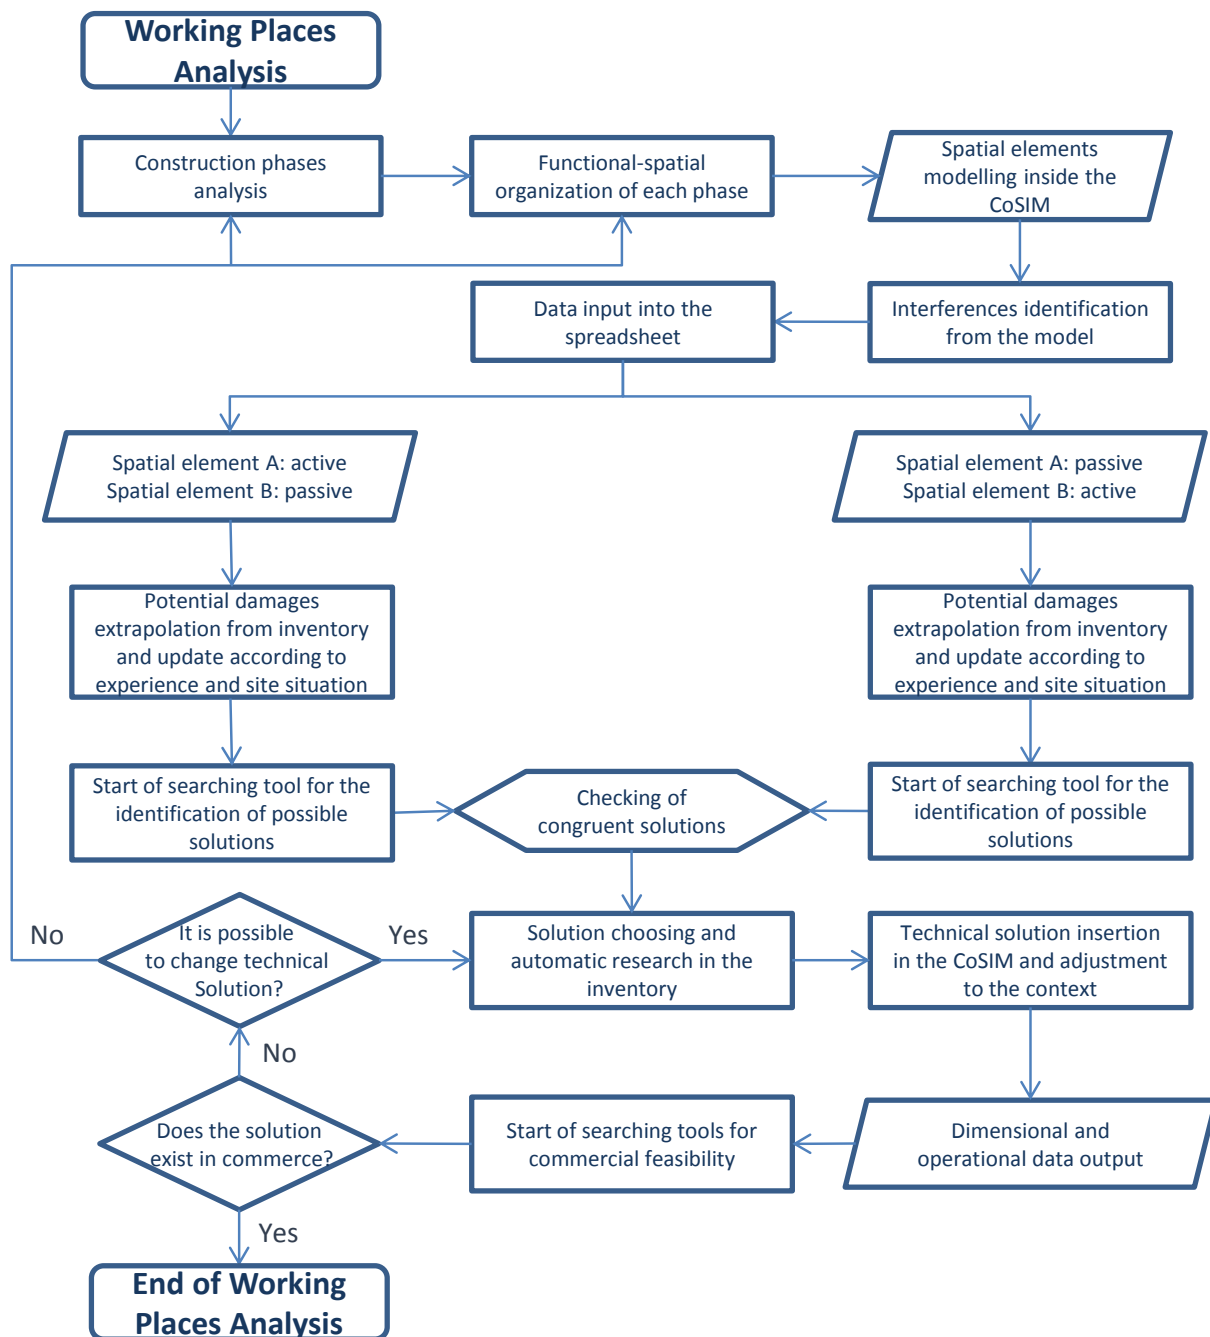 Working Places
Analysis
Construction phases
analysis
Functional-spatial
organization of each phase
Spatial elements
modelling inside the
CoSIM
Data input into the
spreadsheet
Interferences identification
from the model
Spatial element A: active
Spatial element B: passive
Spatial element A: passive
Spatial element B: active
Potential damages
extrapolation from inventory
and update according to
experience and site situation
Potential damages
extrapolation from inventory
and update according to
experience and site situation
Start of searching tool for the
identification of possible
solutions
Checking of
congruent solutions
Start of searching tool for the
identification of possible
solutions
No
It is possible
to change technical
Solution?
Yes
Solution choosing and
automatic research in the
inventory
Technical solution insertion
in the CoSIM and adjustment
to the context
No
Does the solution
exist in commerce?
Start of searching tools for
commercial feasibility
Dimensional and
operational data output
Yes
End of Working
Places Analysis